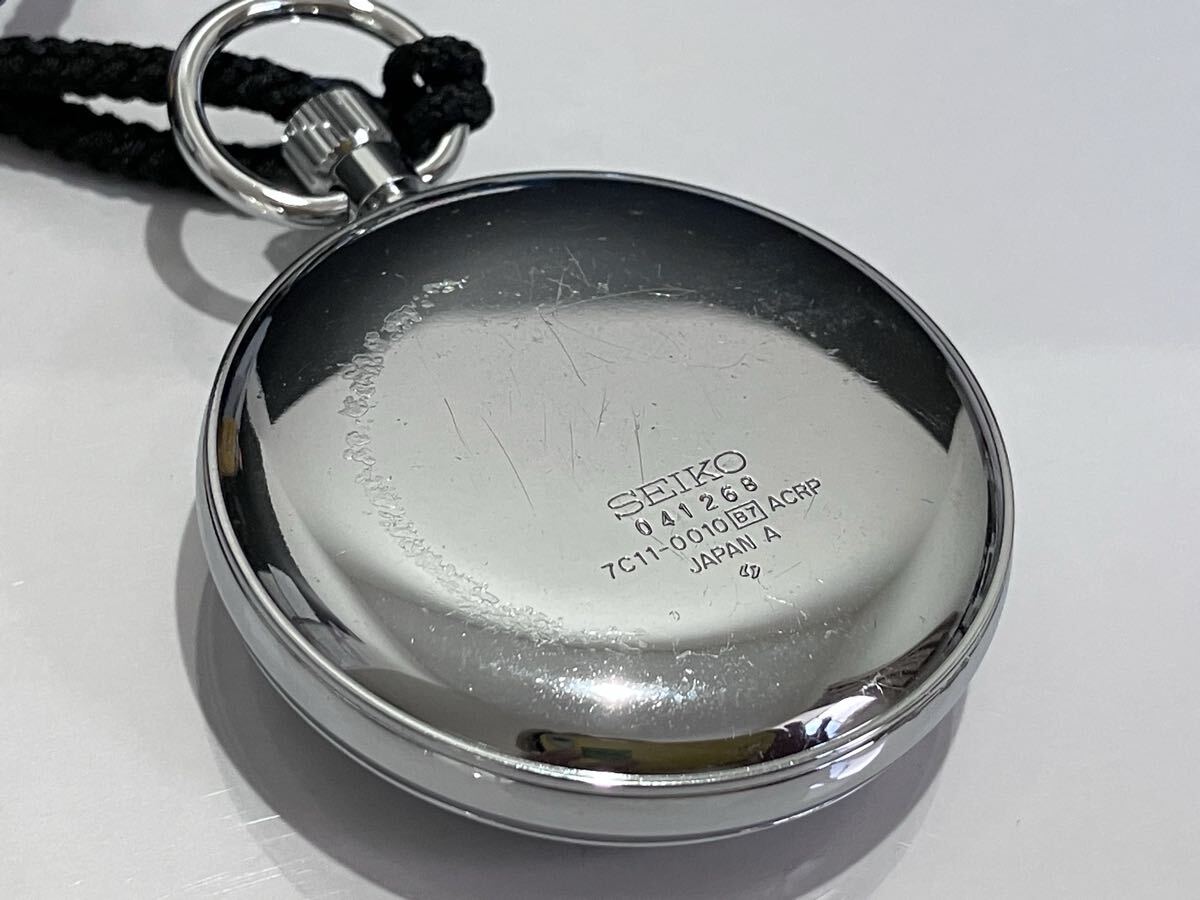 SEIKO
041268
7C11-0010 B7 ACRP
JAPAN A